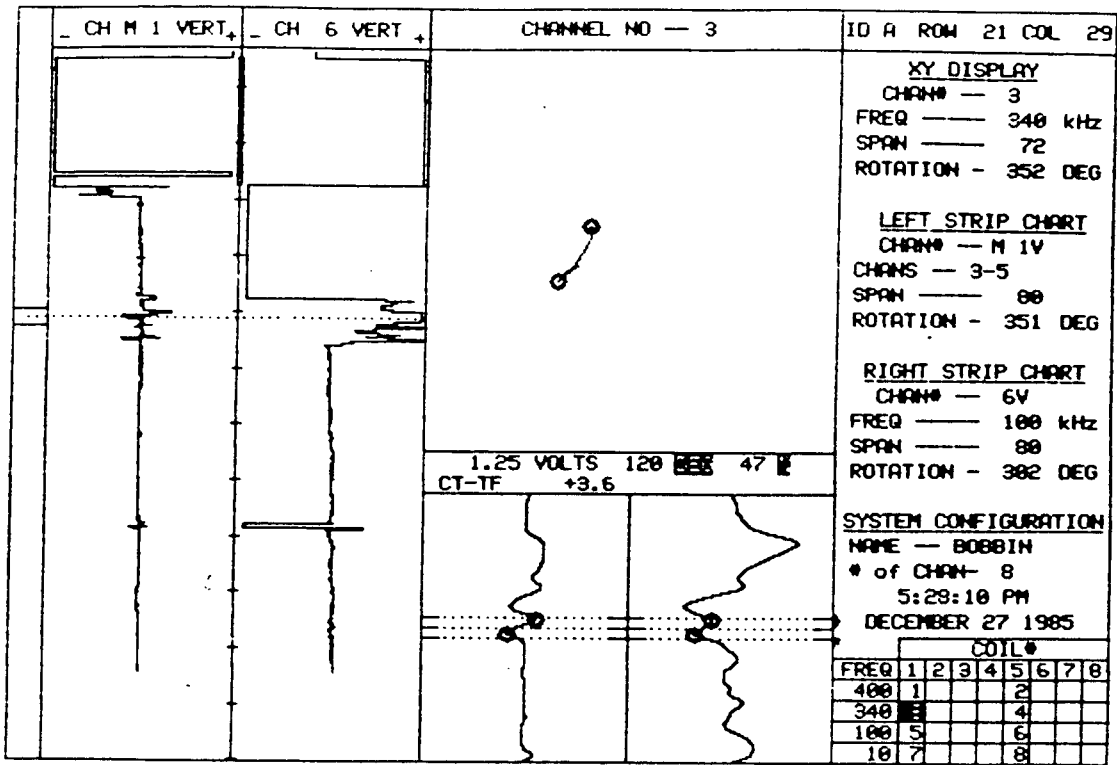 _ CH M 1 VERT +
_ CH 6 VERT +
CHANNEL NO -- 3
ID A ROW 21 COL 29
XY DISPLAY
CHAN# -- 3
FREQ ---- 340 kHz
SPAN ---- 72
ROTATION - 352 DEG
LEFT STRIP CHART
CHAN# -- M 1V
CHANS -- 3-5
SPAN ---- 80
ROTATION - 351 DEG
RIGHT STRIP CHART
CHAN# -- 6V
FREQ ---- 100 kHz
SPAN ---- 80
ROTATION - 302 DEG
1.25 VOLTS 120 47
CT-TF +3.6
SYSTEM CONFIGURATION
NAME -- BOBBIN
# of CHAN- 8
5:28:10 PM
DECEMBER 27 1985
COIL#
FREQ 1 2 3 4 5 6 7 8
400 1 2
340 4
100 5 6
10 7 8